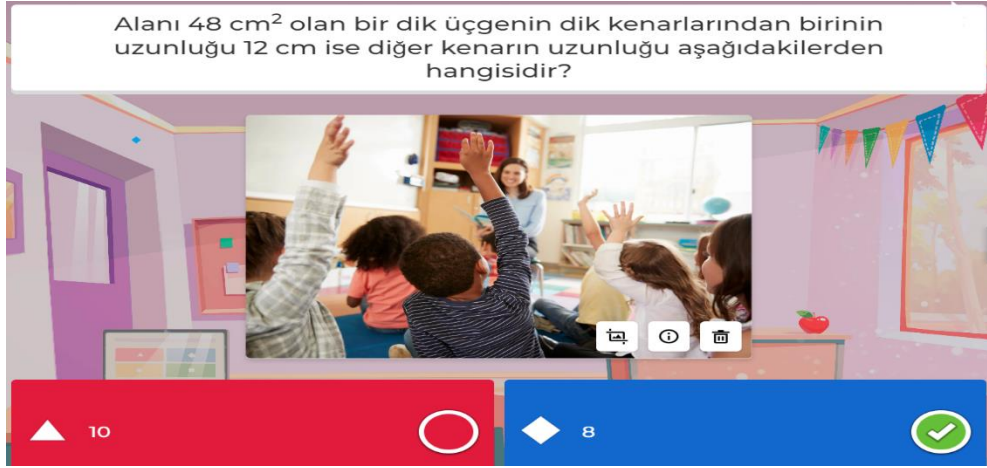 Alanı 48 cm² olan bir dik üçgenin dik kenarlarından birinin
uzunluğu 12 cm ise diğer kenarın uzunluğu aşağıdakilerden
hangisidir?
10
8